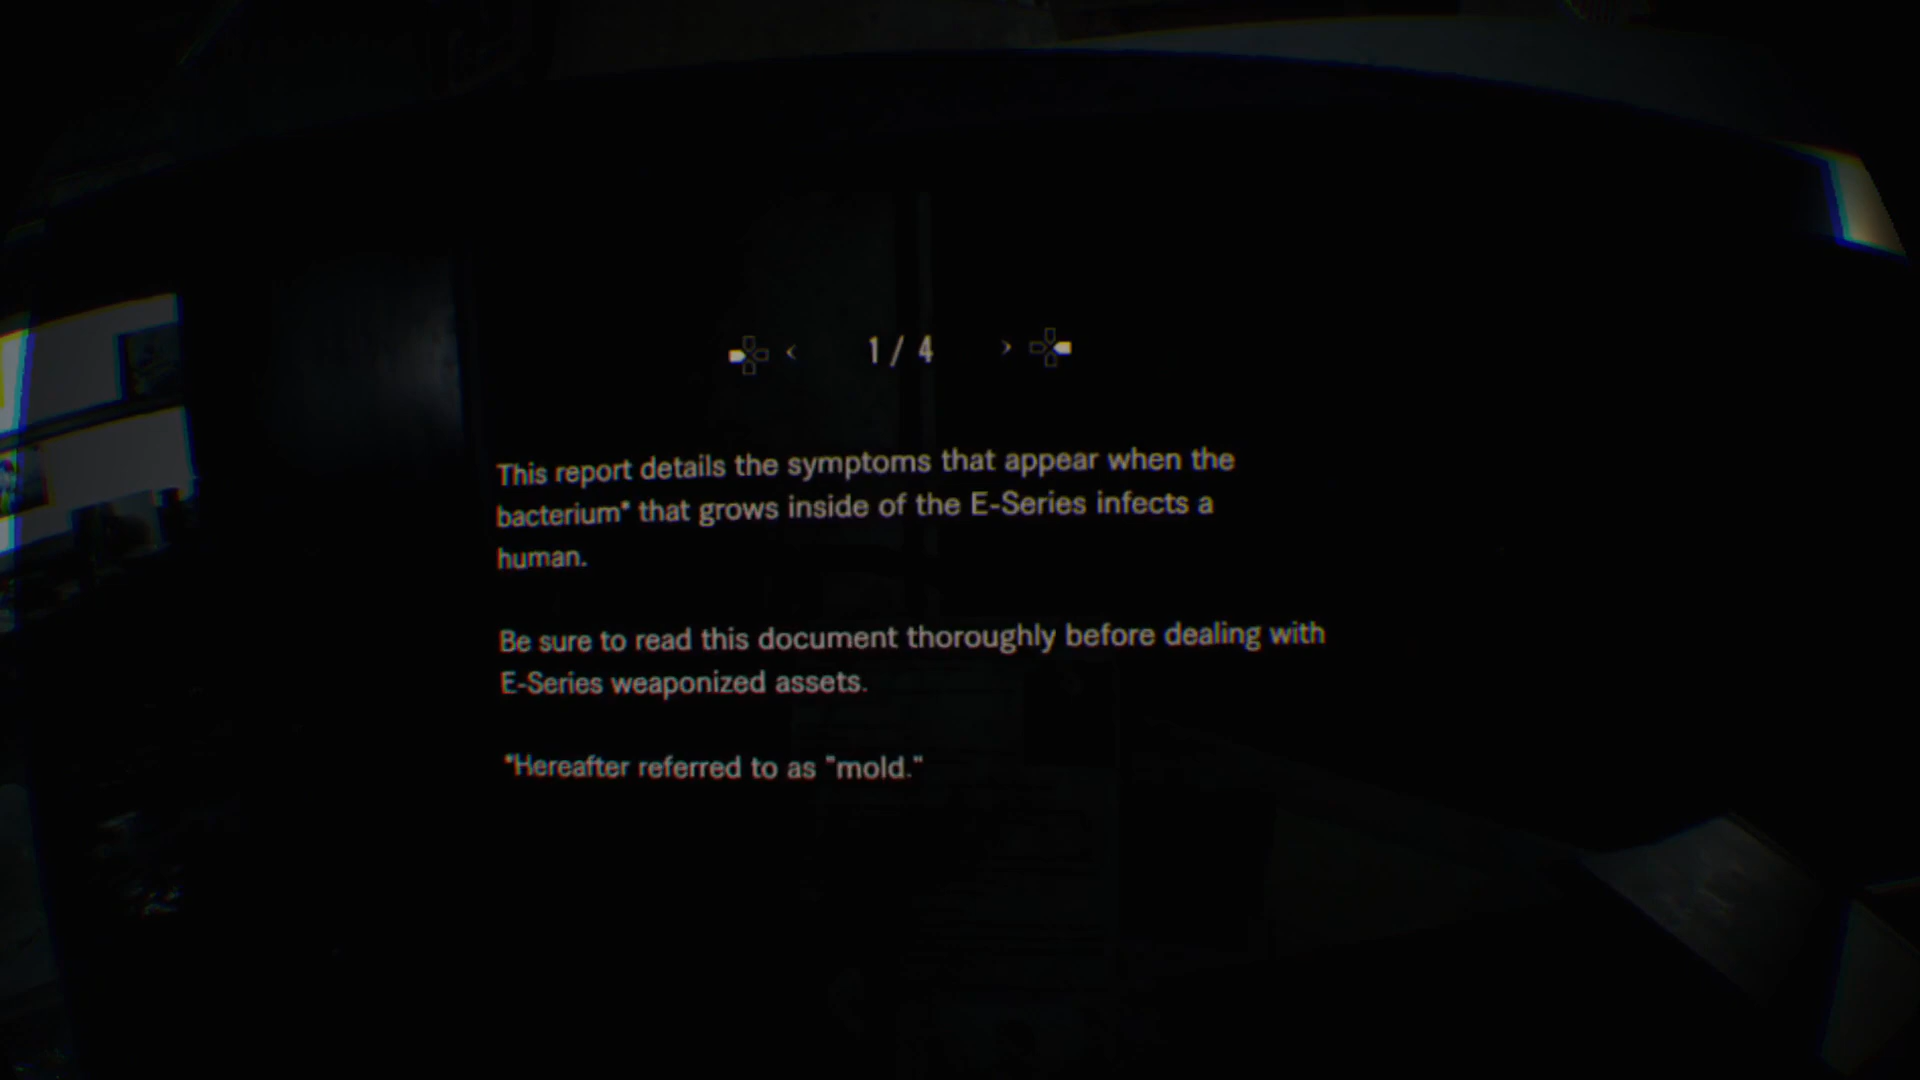 1 / 4
This report details the symptoms that appear when the
bacterium* that grows inside of the E-Series infects a
human.
Be sure to read this document thoroughly before dealing with
E-Series weaponized assets.
*Hereafter referred to as "mold."